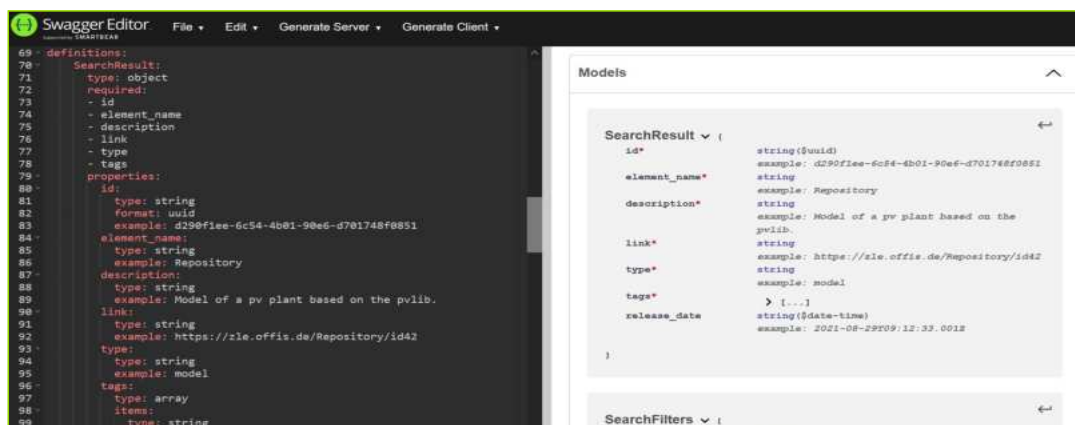 Swagger Editor
Supported by SMARTBEAR
File
Edit
Generate Server
Generate Client
69 definitions:
70 SearchResult:
71 type: object
72 required:
73 - id
74 - element_name
75 - description
76 - link
77 - type
78 - tags
79 properties:
80 id:
81 type: string
82 format: uuid
83 example: d290f1ee-6c54-4b01-90e6-d701748f0851
84 element_name:
85 type: string
86 example: Repository
87 description:
88 type: string
89 example: Model of a pv plant based on the pvlib.
90 link:
91 type: string
92 example: https://zle.offis.de/Repository/id42
93 type:
94 type: string
95 example: model
96 tags:
97 type: array
98 items:
99 type: string
Models
SearchResult {
id* string($uuid)
example: d290f1ee-6c54-4b01-90e6-d701748f0851
element_name* string
example: Repository
description* string
example: Model of a pv plant based on the
pvlib.
link* string
example: https://zle.offis.de/Repository/id42
type* string
example: model
tags* > [...]
release_date string($date-time)
example: 2021-08-29T09:12:33.001Z
}
SearchFilters {